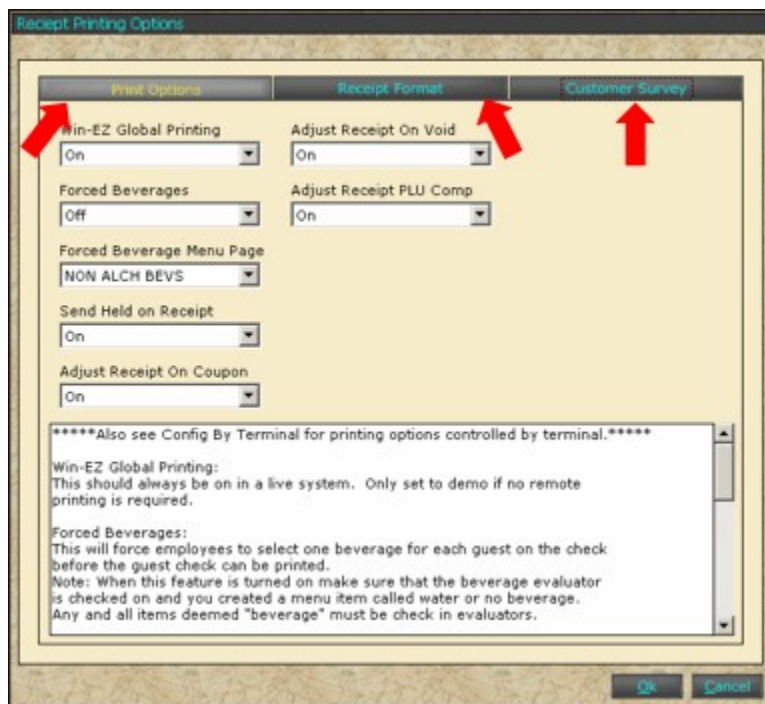 Reciept Printing Options
Print Options
Receipt Format
Customer Survey
Win-EZ Global Printing
Adjust Receipt On Void
On
On
Forced Beverages
Adjust Receipt PLU Comp
Off
On
Forced Beverage Menu Page
NON ALCH BEVS
Send Held on Receipt
On
Adjust Receipt On Coupon
On
*****Also see Config By Terminal for printing options controlled by terminal.*****
Win-EZ Global Printing:
This should always be on in a live system. Only set to demo if no remote
printing is required.
Forced Beverages:
This will force employees to select one beverage for each guest on the check
before the guest check can be printed.
Note: When this feature is turned on make sure that the beverage evaluator
is checked on and you created a menu item called water or no beverage.
Any and all items deemed "beverage" must be check in evaluators.
Ok
Cancel